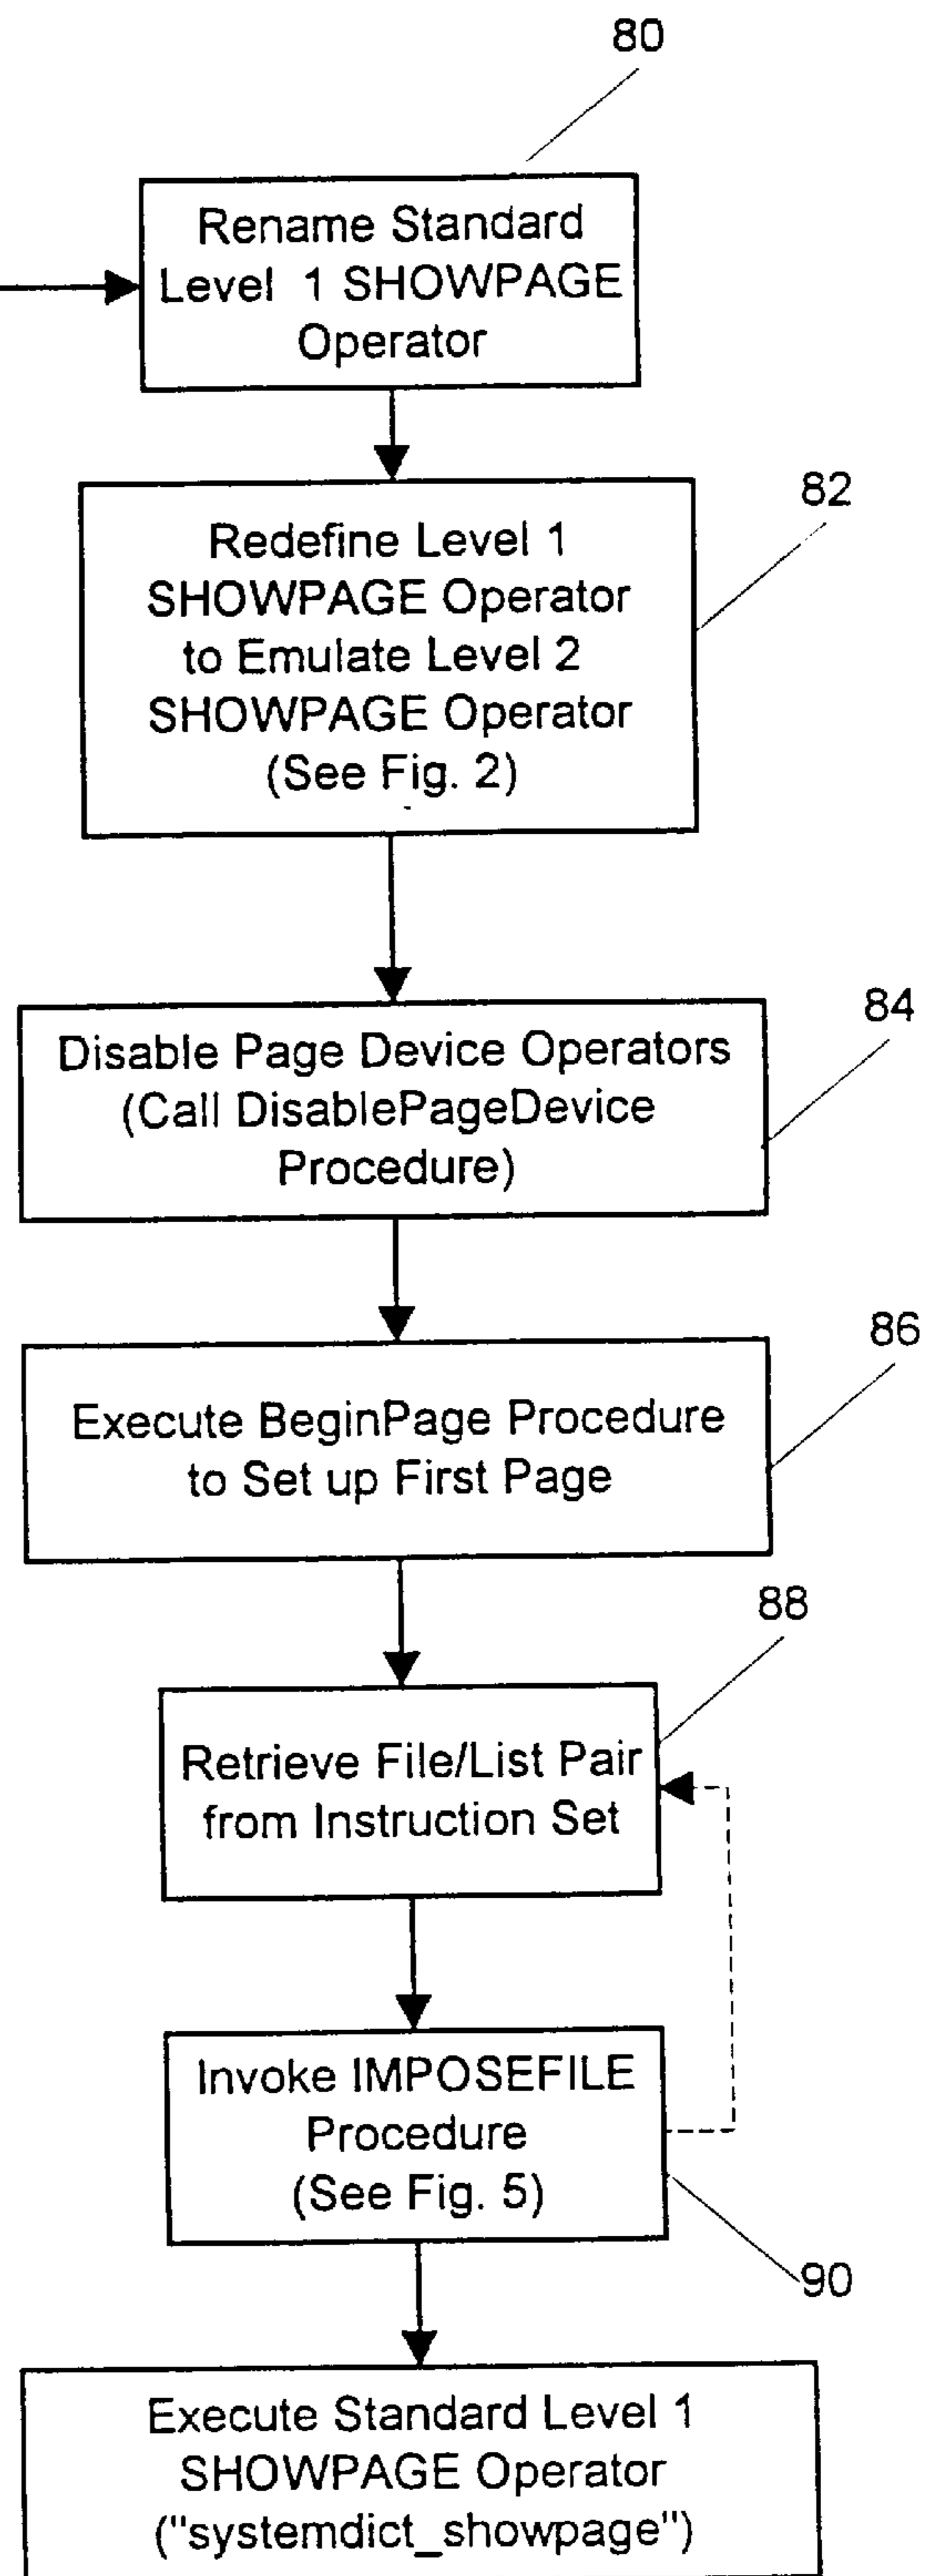 80
Rename Standard
Level 1 SHOWPAGE
Operator
82
Redefine Level 1
SHOWPAGE Operator
to Emulate Level 2
SHOWPAGE Operator
(See Fig. 2)
84
Disable Page Device Operators
(Call DisablePageDevice
Procedure)
86
Execute BeginPage Procedure
to Set up First Page
88
Retrieve File/List Pair
from Instruction Set
Invoke IMPOSEFILE
Procedure
(See Fig. 5)
90
Execute Standard Level 1
SHOWPAGE Operator
("systemdict_showpage")